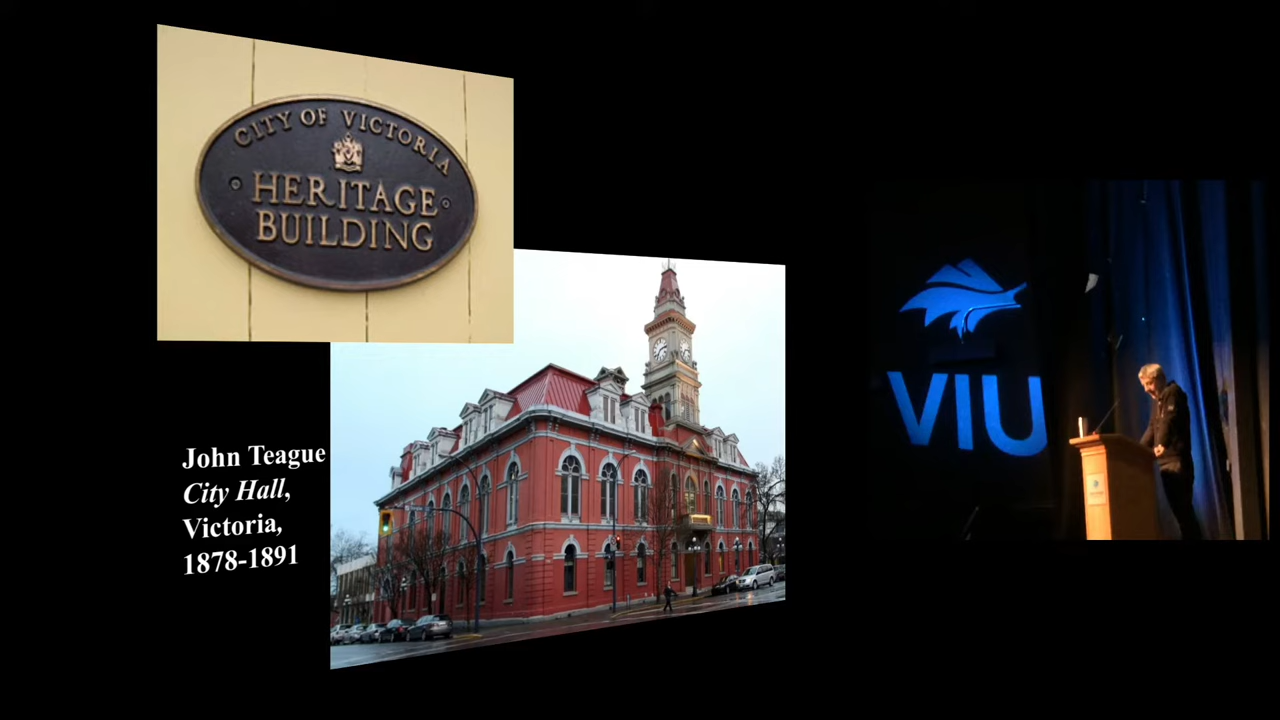 CITY OF VICTORIA
HERITAGE
BUILDING
John Teague
City Hall,
Victoria,
1878-1891
VIU